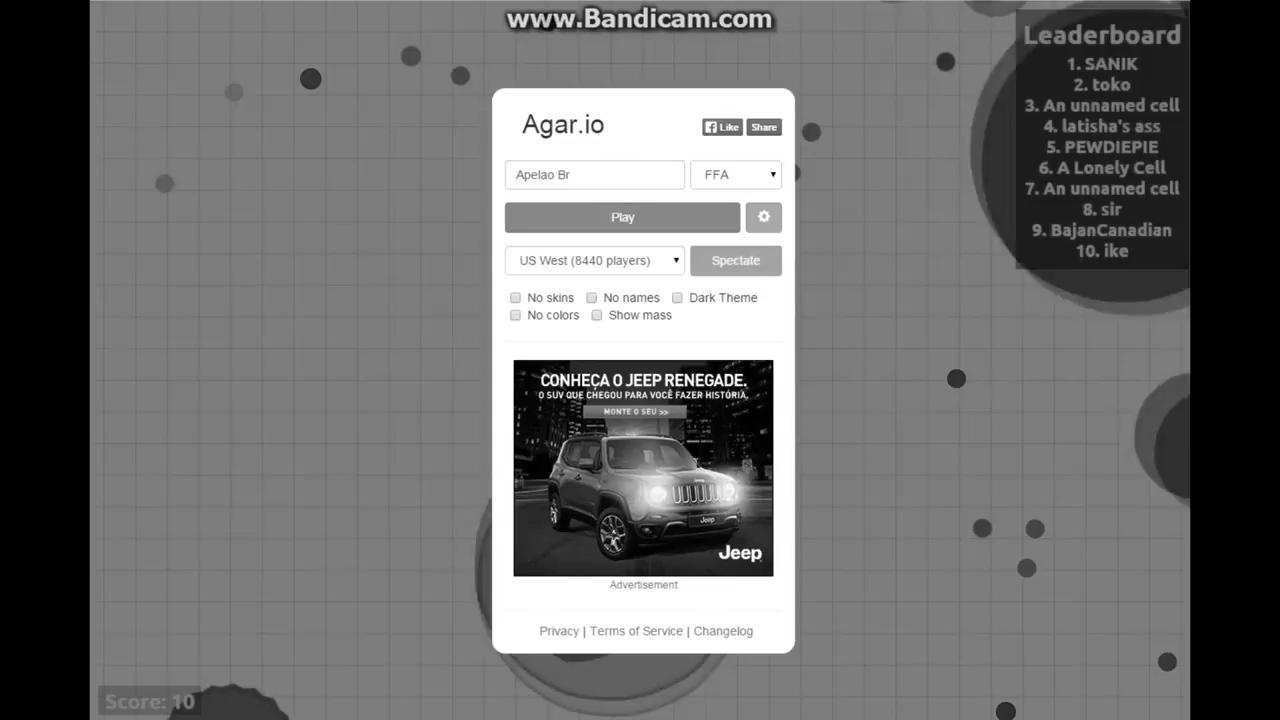 www.Bandicam.com
Leaderboard
1. SANIK
2. toko
3. An unnamed cell
4. latisha's ass
5. PEWDIEPIE
6. A Lonely Cell
7. An unnamed cell
8. sir
9. BajanCanadian
10. ike
Agar.io
Like
Share
Apelao Br
FFA
Play
US West (8440 players)
Spectate
No skins
No names
Dark Theme
No colors
Show mass
CONHEÇA O JEEP RENEGADE.
O SUV QUE CHEGOU PARA VOCÊ FAZER HISTÓRIA.
MONTE O SEU >>
Jeep
Jeep
Advertisement
Privacy | Terms of Service | Changelog
Score: 10